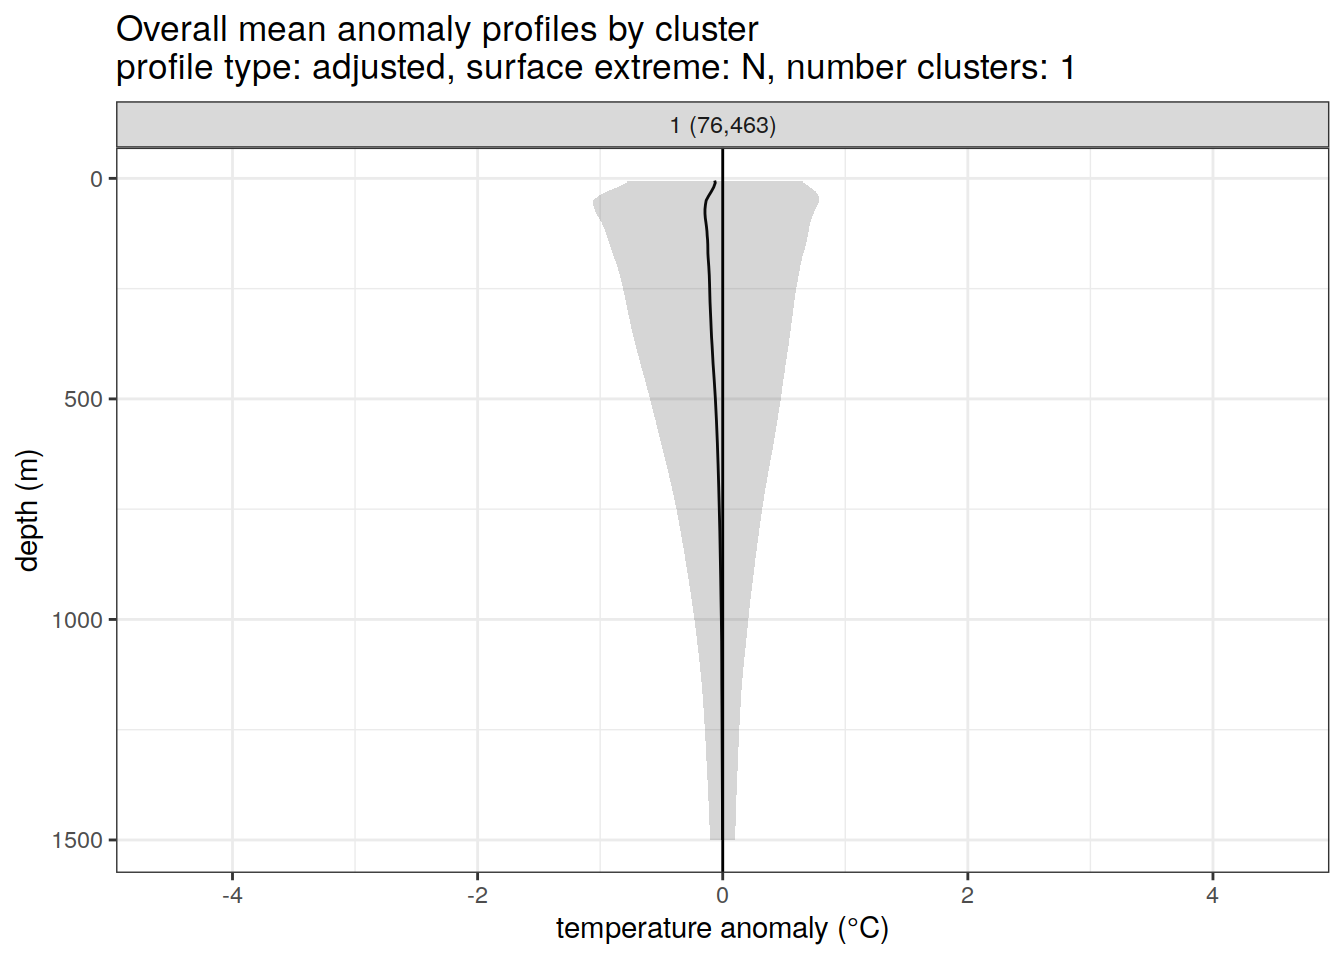 Overall mean anomaly profiles by cluster
profile type: adjusted, surface extreme: N, number clusters: 1
1 (76,463)
0
500
1000
1500
depth (m)
-4 -2 0 2 4
temperature anomaly (°C)